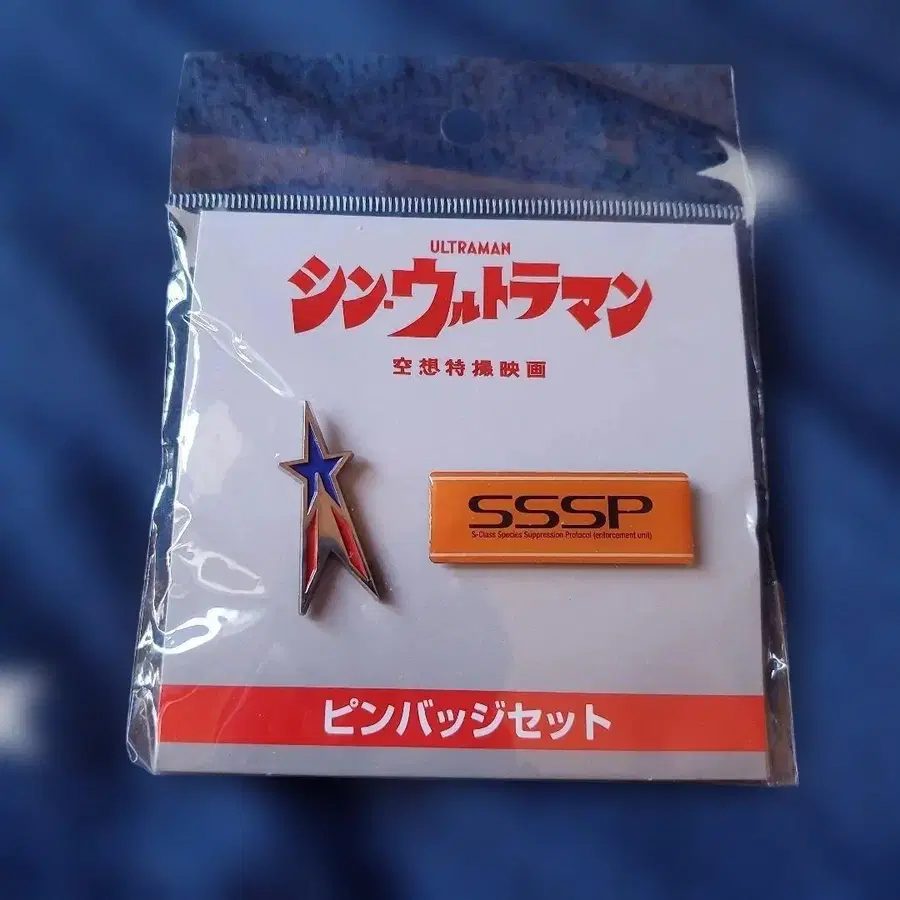 ULTRAMAN
シン・ウルトラマン
空想特撮映画
SSSP
S-Class Species Suppression Protocol (enforcement unit)
ピンバッジセット